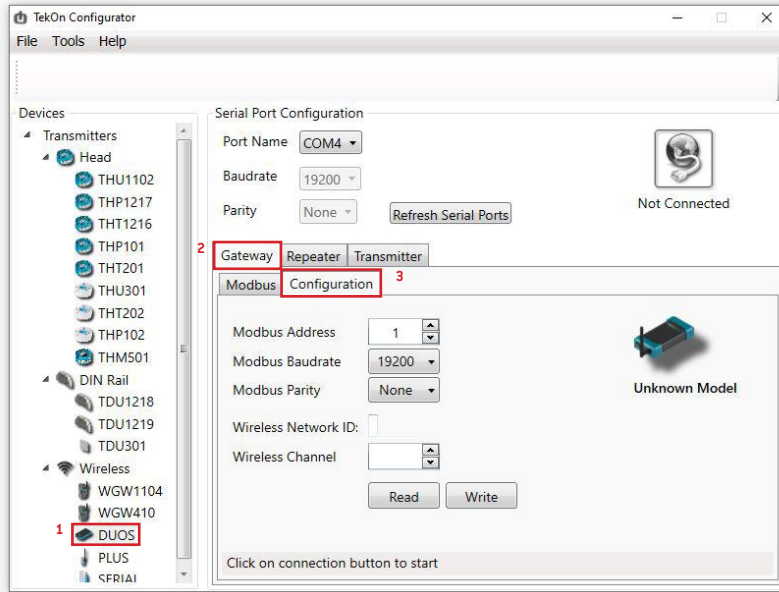 TekOn Configurator
File Tools Help
Devices
Transmitters
Head
THU1102
THP1217
THT1216
THP101
THT201
THU301
THT202
THP102
THM501
DIN Rail
TDU1218
TDU1219
TDU301
Wireless
WGW1104
WGW410
1 DUOS
PLUS
SERIAL
Serial Port Configuration
Port Name COM4
Baudrate 19200
Parity None Refresh Serial Ports
Not Connected
2 Gateway Repeater Transmitter
Modbus Configuration 3
Modbus Address 1
Modbus Baudrate 19200
Modbus Parity None
Unknown Model
Wireless Network ID:
Wireless Channel
Read Write
Click on connection button to start